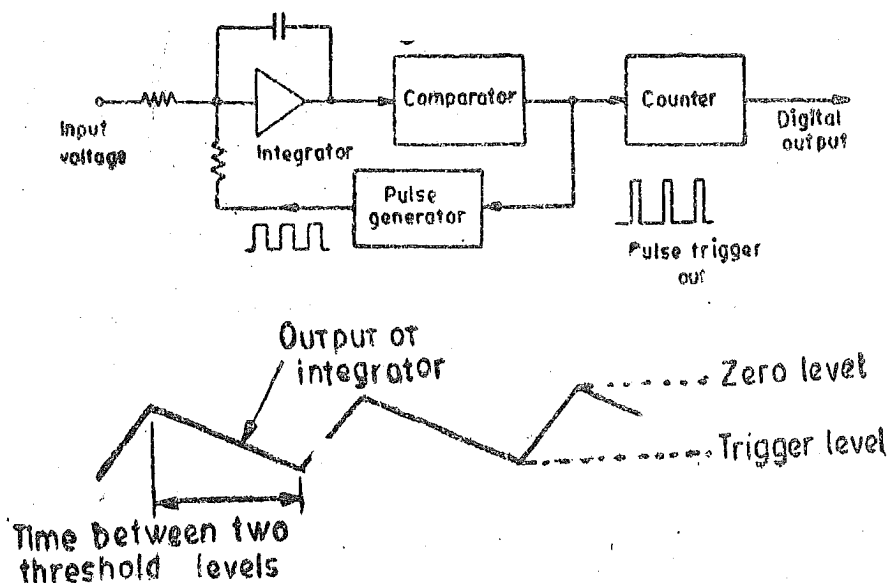 Input
voltage
Integrator
Comparator
Counter
Digital
output
Pulse
generator
Pulse trigger
out
Output of
integrator
Zero level
Trigger level
Time between two
threshold levels